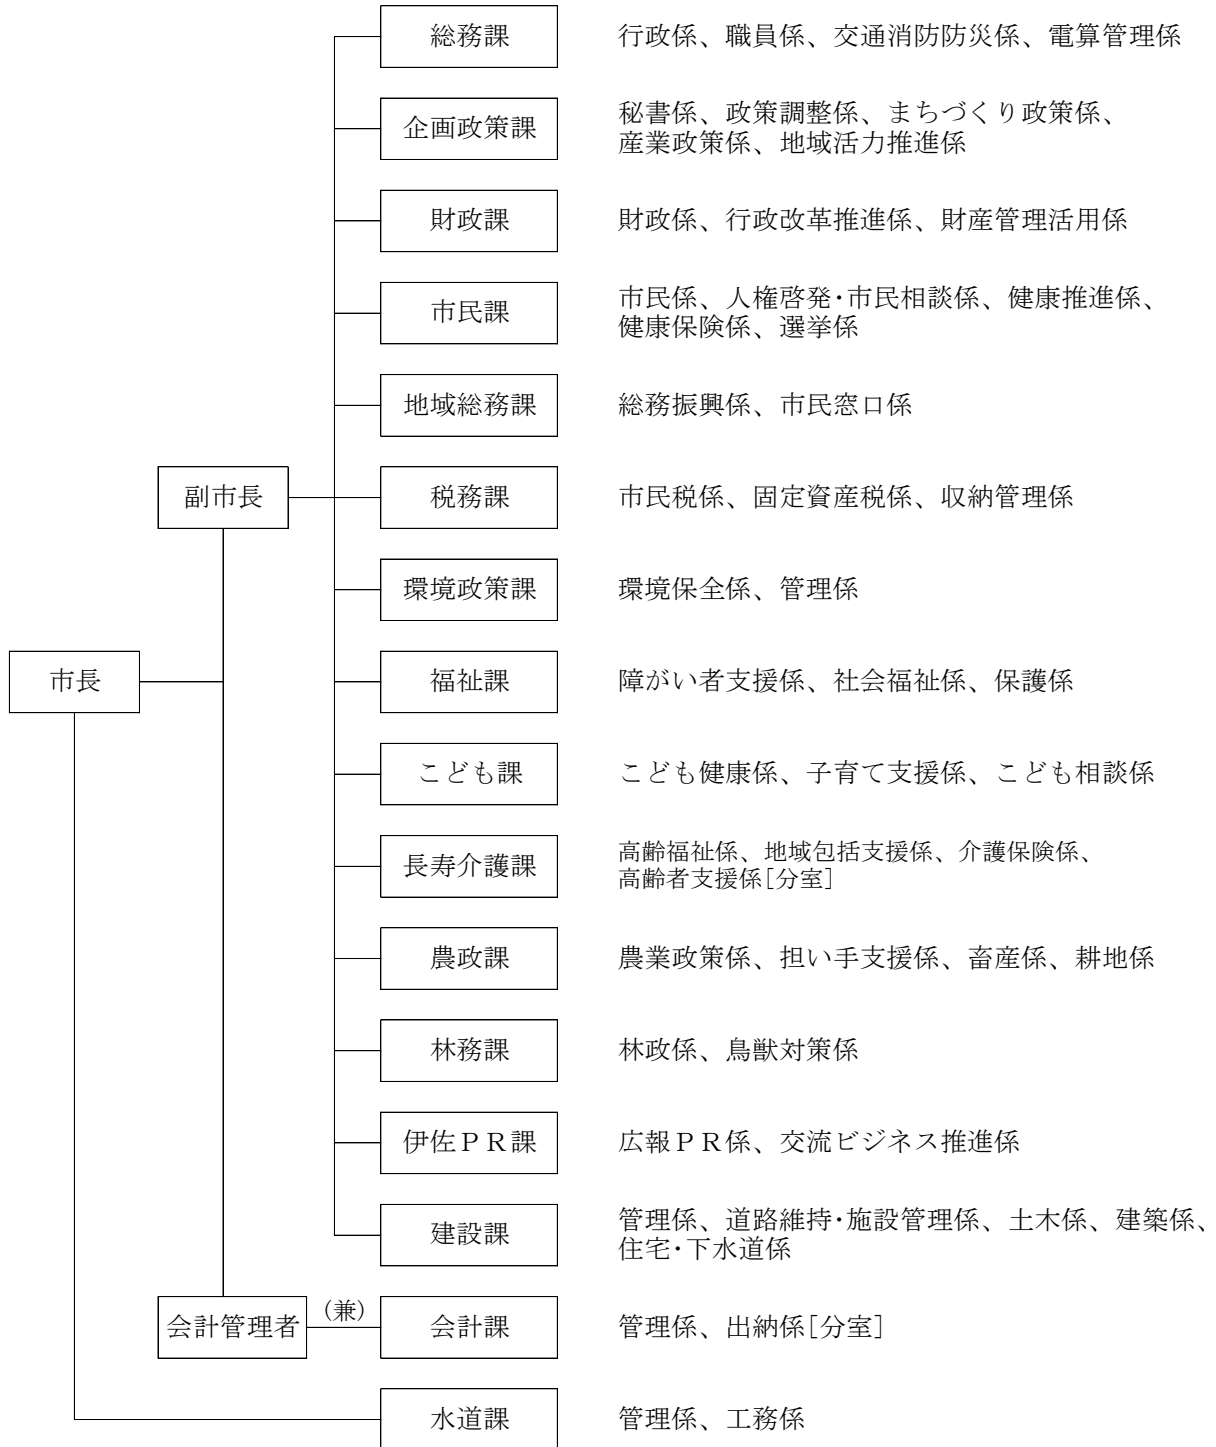 総務課 行政係、職員係、交通消防防災係、電算管理係
企画政策課 秘書係、政策調整係、まちづくり政策係、
産業政策係、地域活力推進係
財政課 財政係、行政改革推進係、財産管理活用係
市民課 市民係、人権啓発・市民相談係、健康推進係、
健康保険係、選挙係
地域総務課 総務振興係、市民窓口係
副市長 税務課 市民税係、固定資産税係、収納管理係
環境政策課 環境保全係、管理係
市長 福祉課 障がい者支援係、社会福祉係、保護係
こども課 こども健康係、子育て支援係、こども相談係
長寿介護課 高齢福祉係、地域包括支援係、介護保険係、
高齢者支援係[分室]
農政課 農業政策係、担い手支援係、畜産係、耕地係
林務課 林政係、鳥獣対策係
伊佐ＰＲ課 広報ＰＲ係、交流ビジネス推進係
建設課 管理係、道路維持・施設管理係、土木係、建築係、
住宅・下水道係
会計管理者 （兼） 会計課 管理係、出納係[分室]
水道課 管理係、工務係